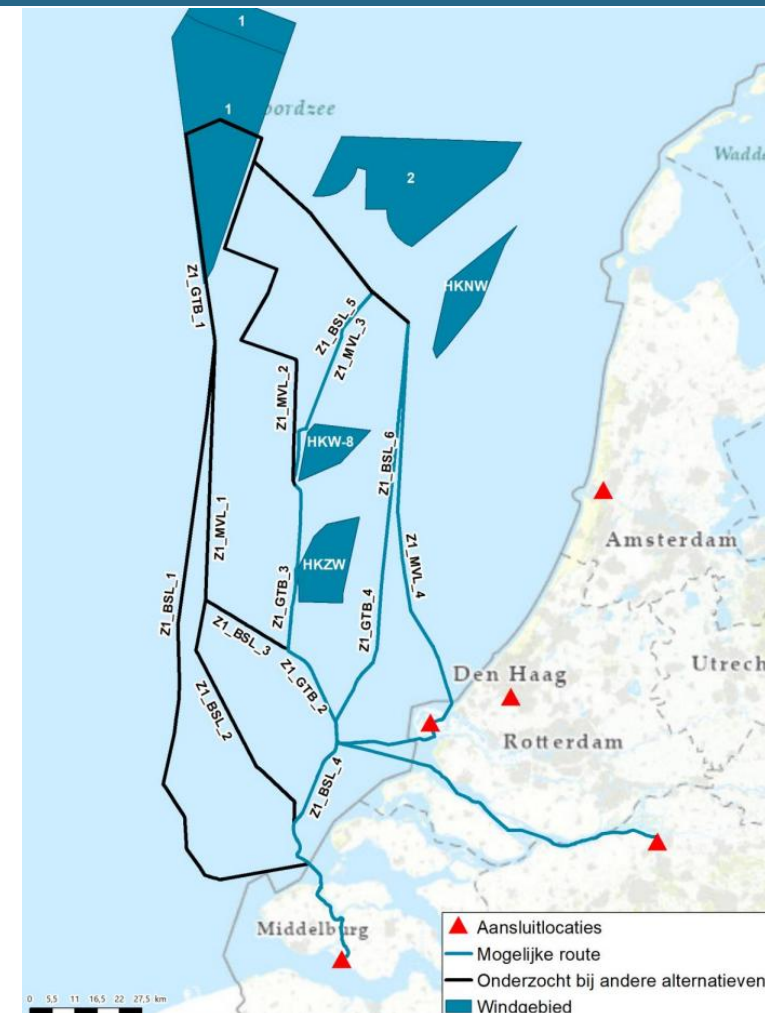 1
1
oordzee
Wadd
2
HKNW
Z1_GTB_1
Z1_BSL_5
Z1_MVL_3
Z1_MVL_2
HKW-8
Z1_BSL_6
Z1_MVL_1
Amsterdam
HKZW
Z1_MVL_4
Z1_GTB_3
Z1_BSL_1
Z1_GTB_4
Z1_BSL_3
Z1_GTB_2
Z1_BSL_2
Den Haag
Utrech
Rotterdam
Z1_BSL_4
Middelburg
Aansluitlocaties
Mogelijke route
Onderzocht bij andere alternatieven
Windgebied
0 5,5 11 16,5 22 27,5 km